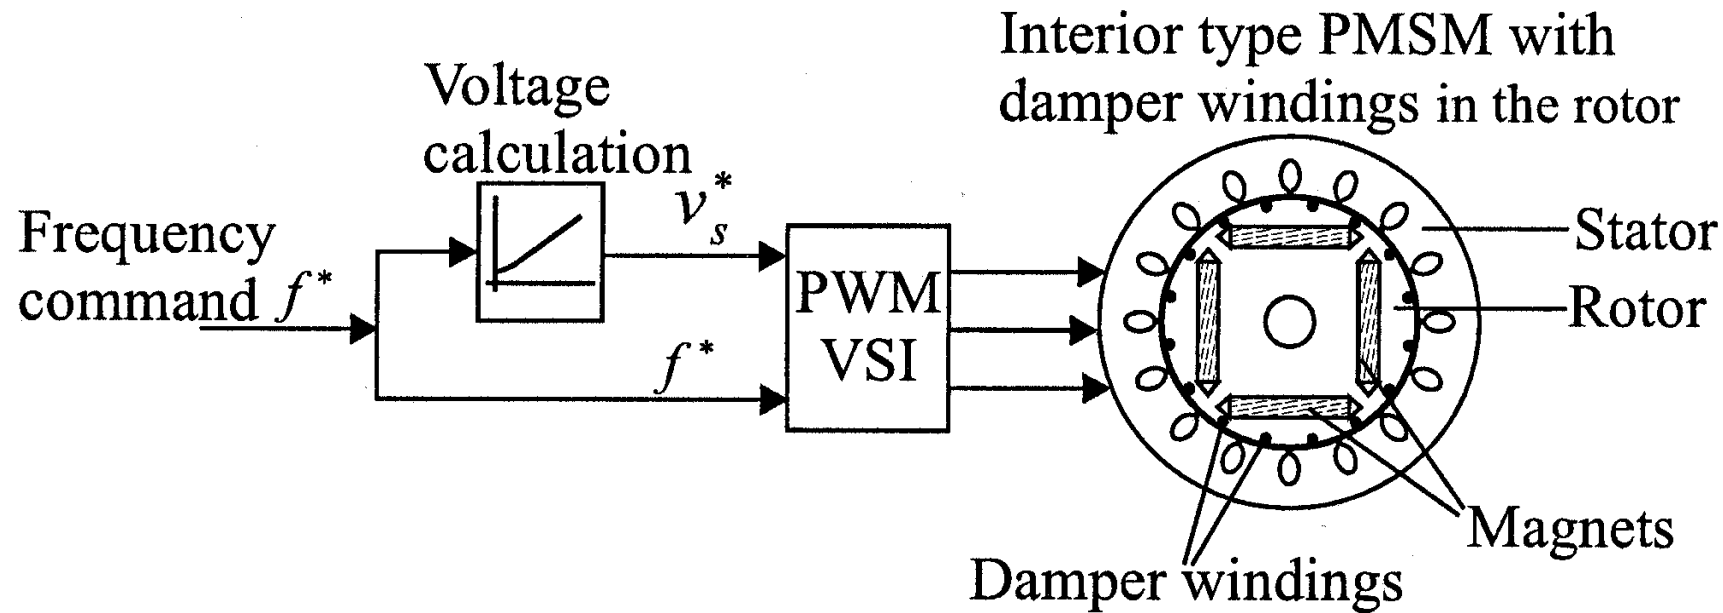 Interior type PMSM with
damper windings in the rotor
Voltage
calculation
v*s
Frequency
command f*
PWM
VSI
f*
Stator
Rotor
Magnets
Damper windings